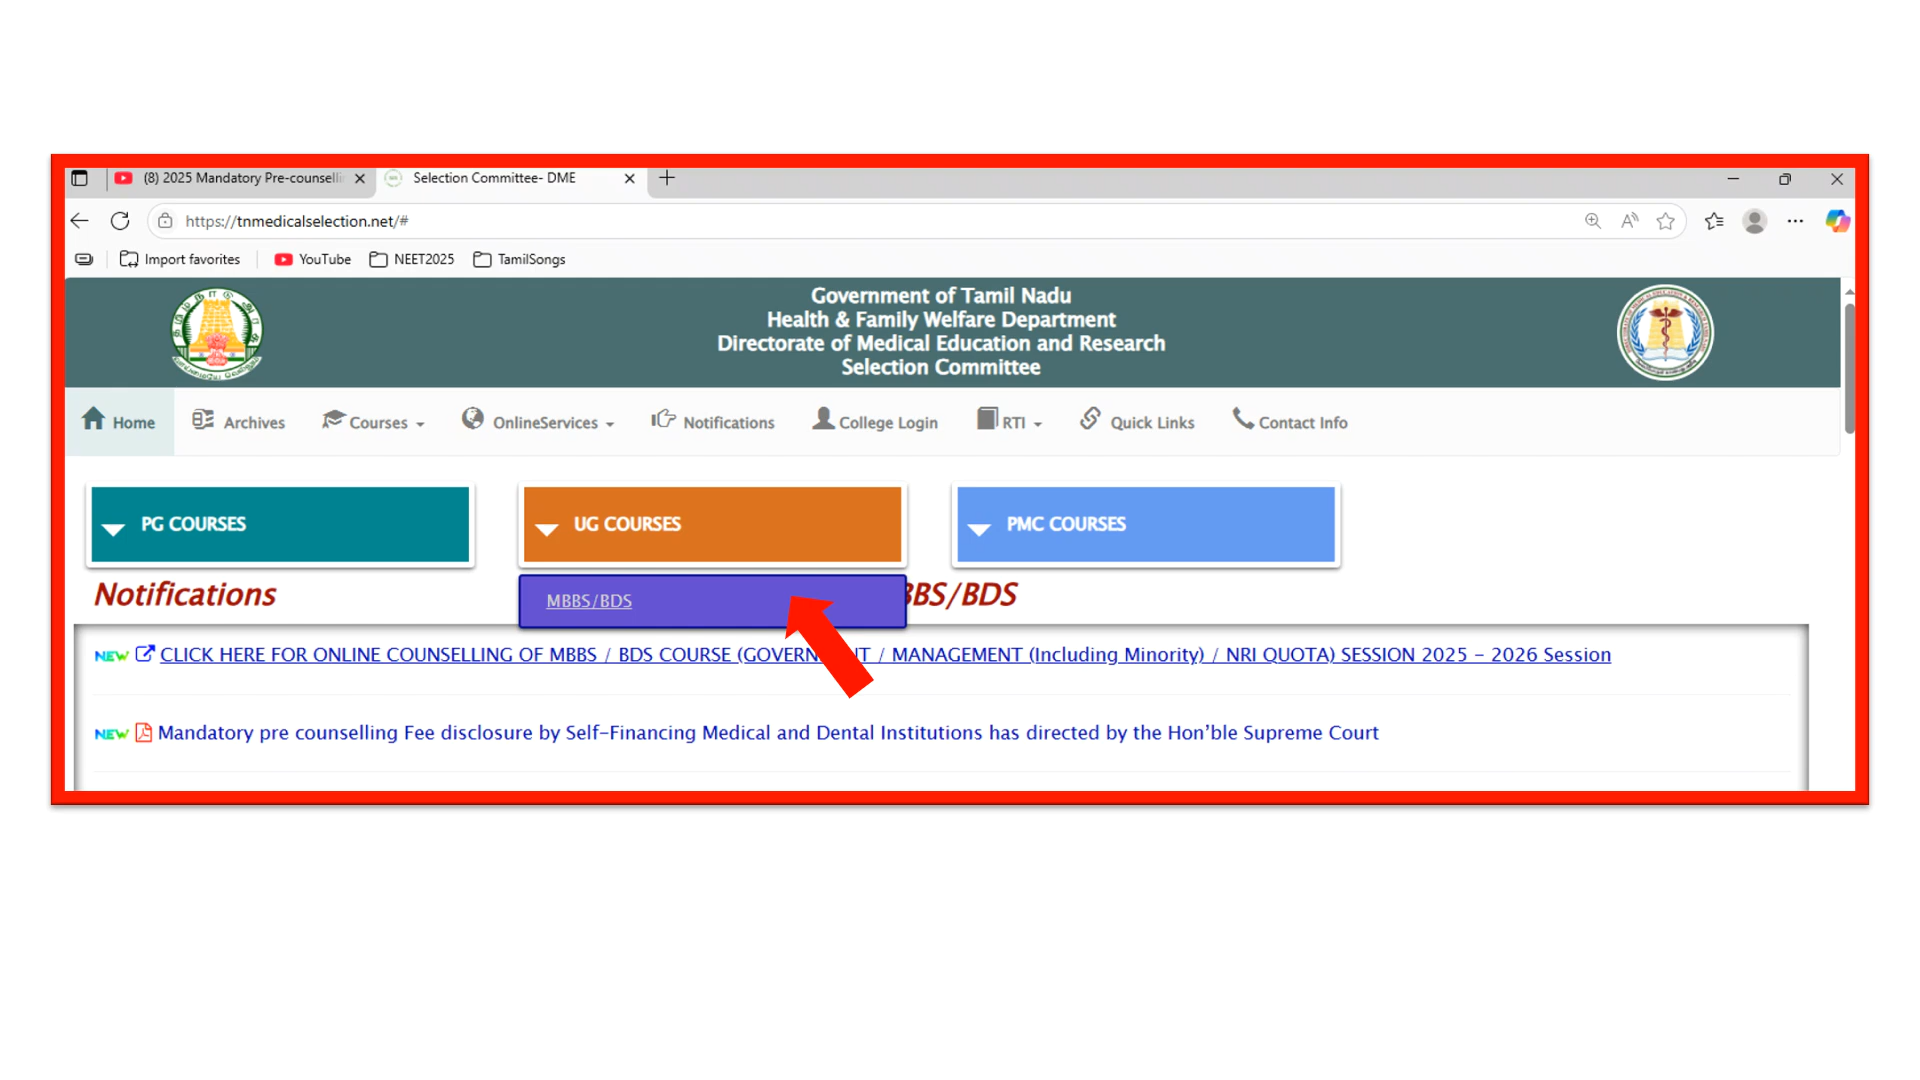 (8) 2025 Mandatory Pre-counselli
Selection Committee- DME
https://tnmedicalselection.net/#
Import favorites
YouTube
NEET2025
TamilSongs
Government of Tamil Nadu
Health & Family Welfare Department
Directorate of Medical Education and Research
Selection Committee
Home
Archives
Courses
OnlineServices
Notifications
College Login
RTI
Quick Links
Contact Info
PG COURSES
UG COURSES
PMC COURSES
Notifications
MBBS/BDS
BBS/BDS
NEW CLICK HERE FOR ONLINE COUNSELLING OF MBBS / BDS COURSE (GOVERN T / MANAGEMENT (Including Minority) / NRI QUOTA) SESSION 2025 - 2026 Session
NEW Mandatory pre counselling Fee disclosure by Self-Financing Medical and Dental Institutions has directed by the Hon'ble Supreme Court